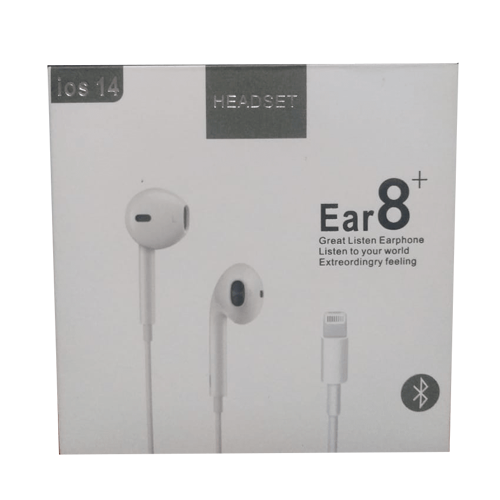 ios 14
HEADSET
Ear8+
Great Listen Earphone
Listen to your world
Extreordingry feeling